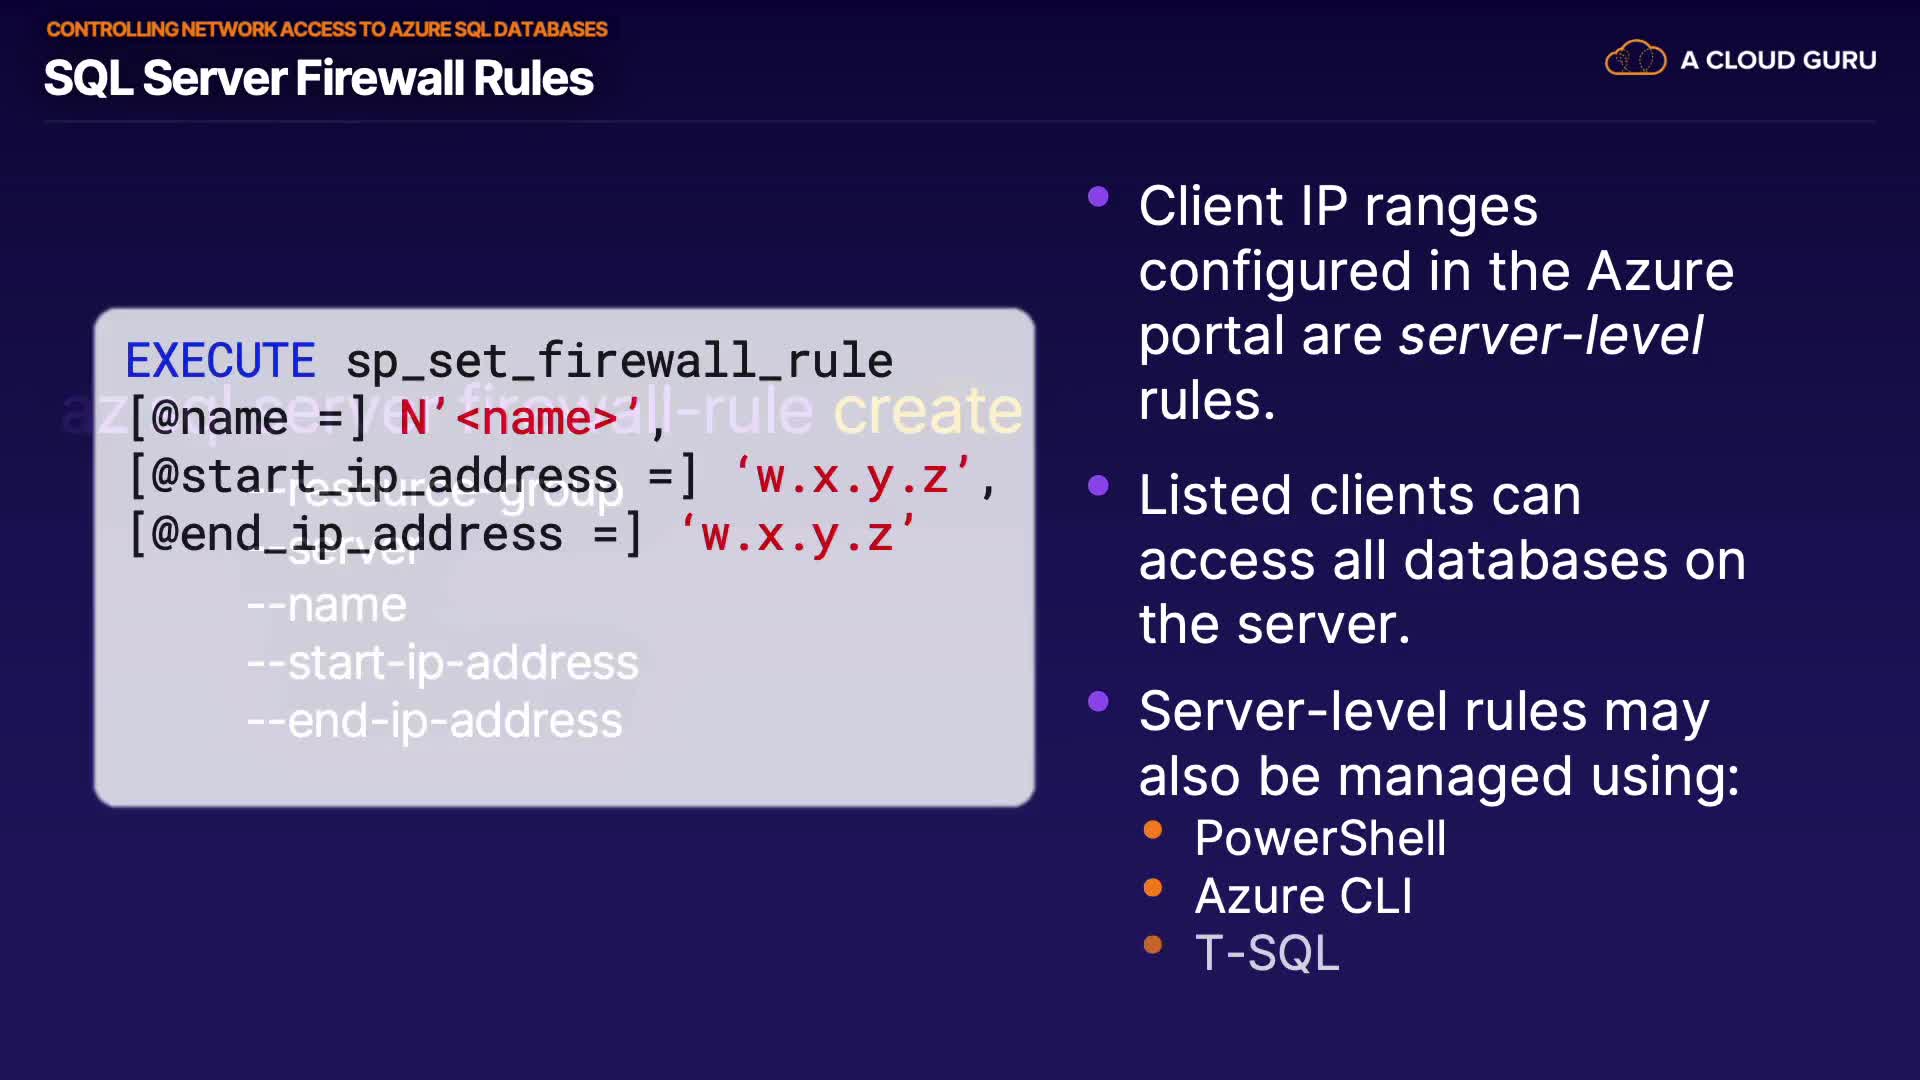 CONTROLLING NETWORK ACCESS TO AZURE SQL DATABASES
SQL Server Firewall Rules
A CLOUD GURU
EXECUTE sp_set_firewall_rule
[@name =] N’<name>’,
[@start_ip_address =] ‘w.x.y.z’,
[@end_ip_address =] ‘w.x.y.z’
az sql server firewall-rule create
--resource-group
--server
--name
--start-ip-address
--end-ip-address
Client IP ranges
configured in the Azure
portal are server-level
rules.
Listed clients can
access all databases on
the server.
Server-level rules may
also be managed using:
PowerShell
Azure CLI
T-SQL